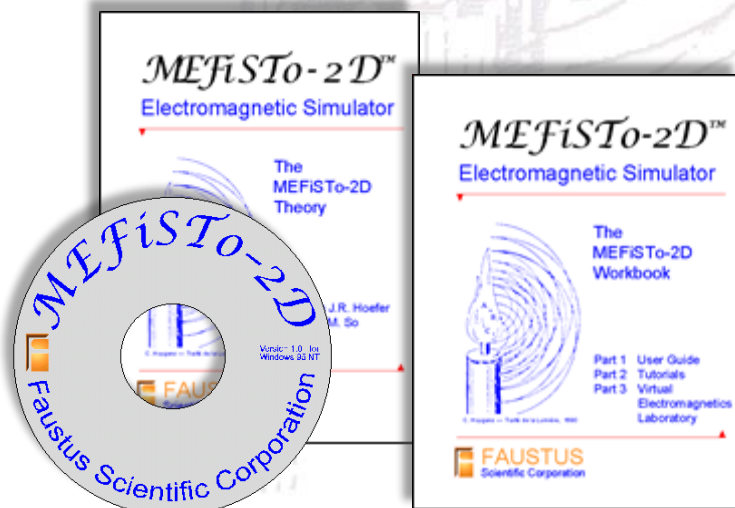 MEFiSTo-2D™
Electromagnetic Simulator
The
MEFiSTo-2D
Theory
J.R. Hoefer
M. So
FAUS
MEFiSTo-2D
Version 1.0 for
Windows 95 NT
Faustus Scientific Corporation
MEFiSTo-2D™
Electromagnetic Simulator
The
MEFiSTo-2D
Workbook
Part 1 User Guide
Part 2 Tutorials
Part 3 Virtual
Electromagnetics
Laboratory
FAUSTUS
Scientific Corporation